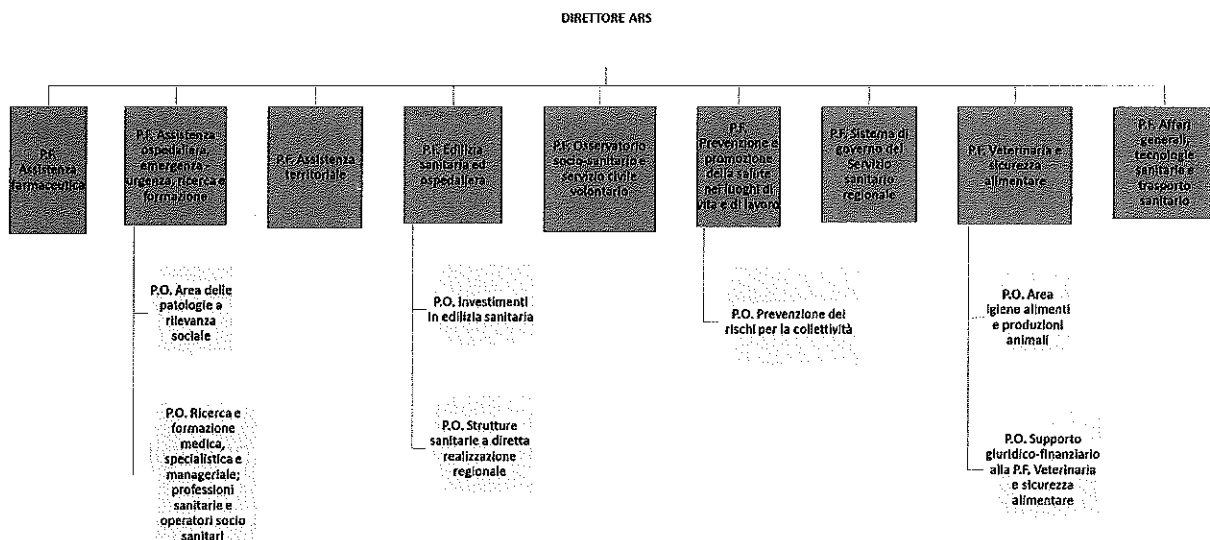 DIRETTORE ARS
P.F.
Assistenza
farmaceutica
P.F. Assistenza
ospedaliera,
emergenza -
urgenza, ricerca e
formazione
P.F. Assistenza
territoriale
P.F. Edilizia
sanitaria ed
ospedaliera
P.F. Osservatorio
socio-sanitario e
servizio civile
volontario
P.F.
Prevenzione e
promozione
della salute
nei luoghi di
vita e di lavoro
P.F. Sistema di
governo del
Servizio
sanitario
regionale
P.F. Veterinaria e
sicurezza
alimentare
P.F. Affari
generali,
tecnologie
sanitarie e
trasporto
sanitario
P.O. Area delle
patologie a
rilevanza
sociale
P.O. Ricerca e
formazione
medica,
specialistica e
manageriale;
professioni
sanitarie e
operatori socio
sanitari
P.O. Investimenti
in edilizia sanitaria
P.O. Strutture
sanitarie a diretta
realizzazione
regionale
P.O. Prevenzione dei
rischi per la collettività
P.O. Area
igiene alimenti
e produzioni
animali
P.O. Supporto
giuridico-finanziario
alla P.F. Veterinaria
e sicurezza
alimentare